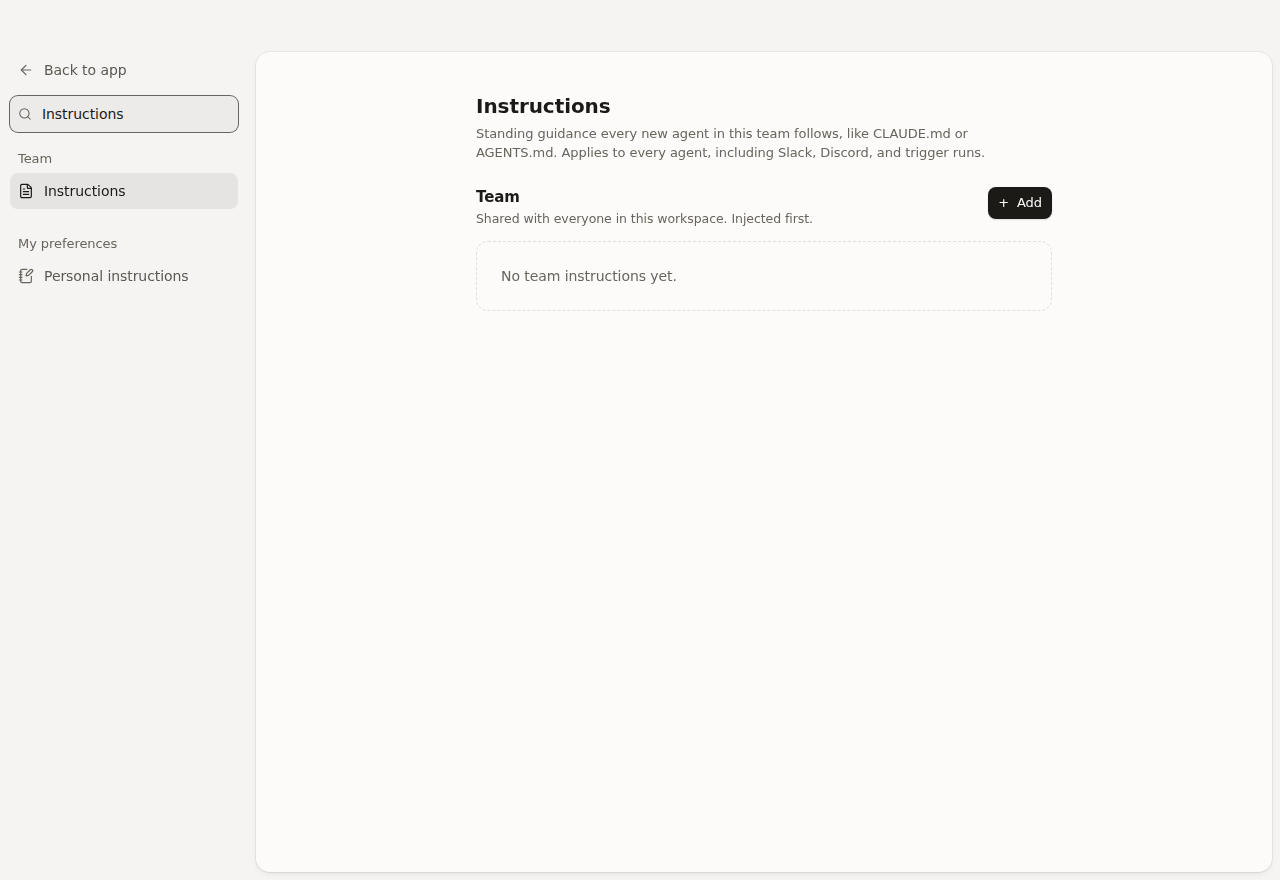 Back to app
Instructions
Team
Instructions
My preferences
Personal instructions
Instructions
Standing guidance every new agent in this team follows, like CLAUDE.md or
AGENTS.md. Applies to every agent, including Slack, Discord, and trigger runs.
Team
Shared with everyone in this workspace. Injected first.
+ Add
No team instructions yet.